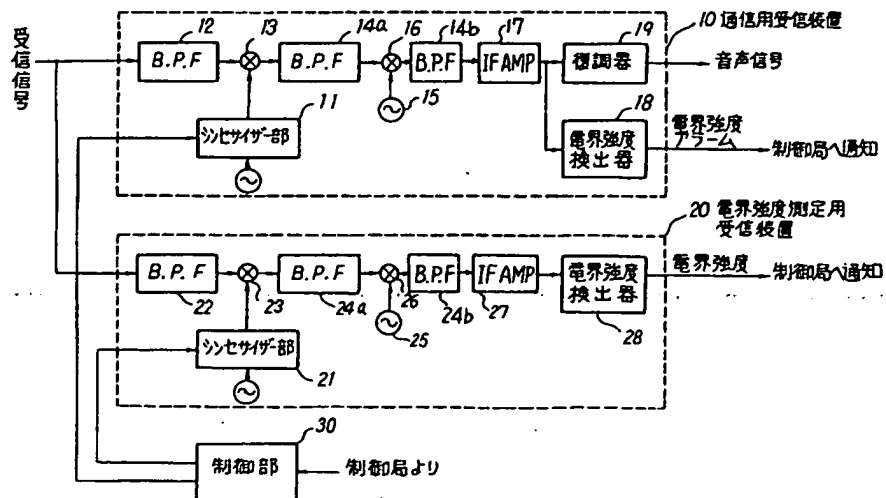 受信信号
12
B.P.F
13
14a
B.P.F
16
14b
B.P.F
17
IF AMP
19
復調器
10 通信用受信装置
音声信号
15
11
シンセサイザー部
18
電界強度検出器
電界強度アラーム
制御局へ通知
20 電界強度測定用受信装置
B.P.F
22
23
B.P.F
24a
26
25
B.P.F
24b
IF AMP
27
電界強度検出器
28
電界強度
制御局へ通知
シンセサイザー部
21
30
制御部
制御局より